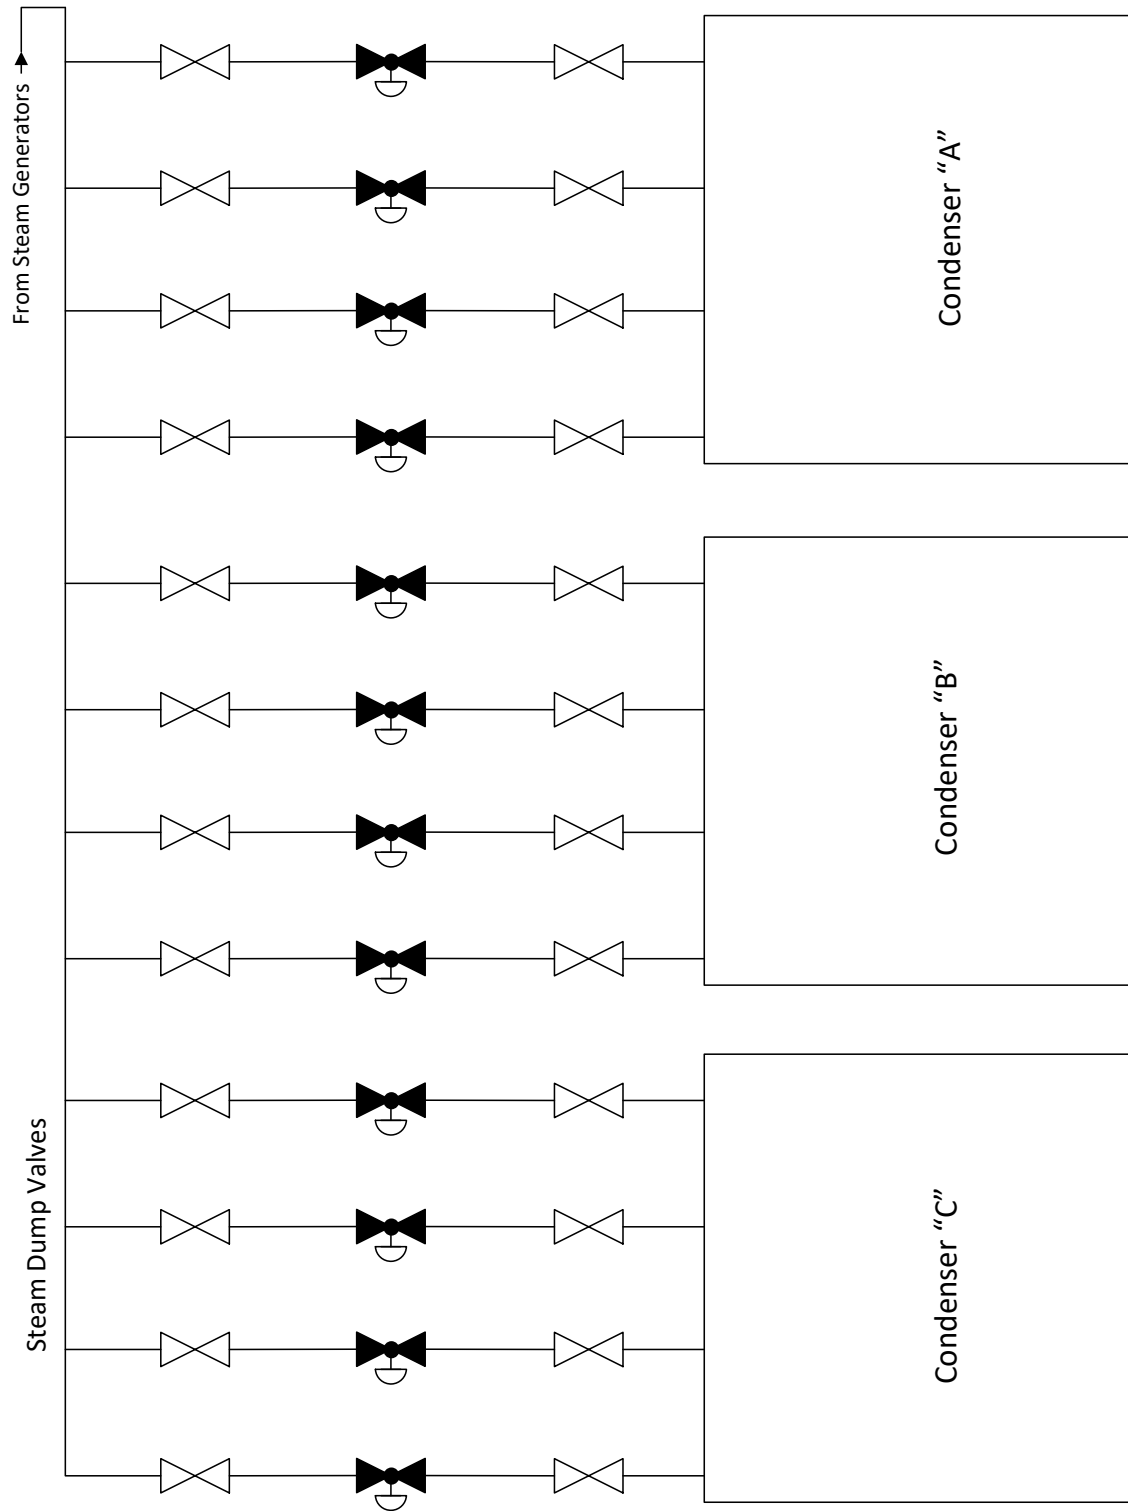 From Steam Generators
Steam Dump Valves
Condenser “A”
Condenser “B”
Condenser “C”